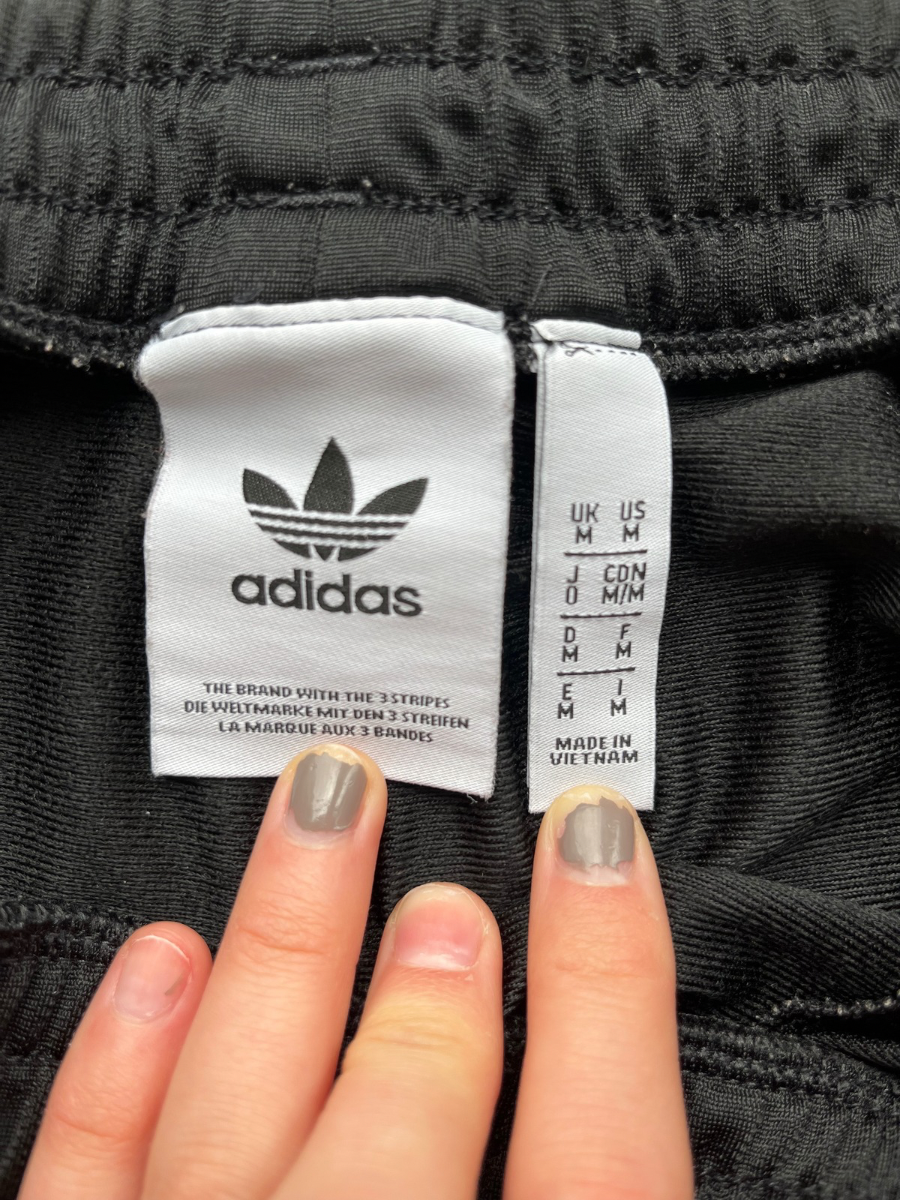 adidas
THE BRAND WITH THE 3 STRIPES
DIE WELTMARKE MIT DEN 3 STREIFEN
LA MARQUE AUX 3 BANDES
UK US
M M
J CDN
O M/M
D F
M M
E I
M M
MADE IN
VIETNAM